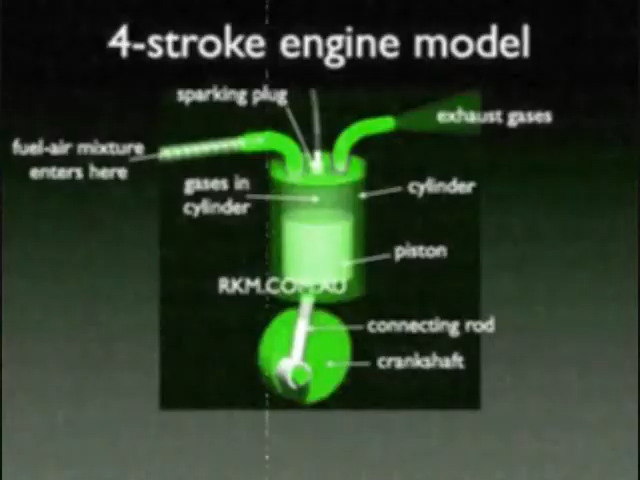 4-stroke engine model
sparking plug
exhaust gases
fuel-air mixture
enters here
gases in
cylinder
cylinder
piston
RKM.COM.AU
connecting rod
crankshaft